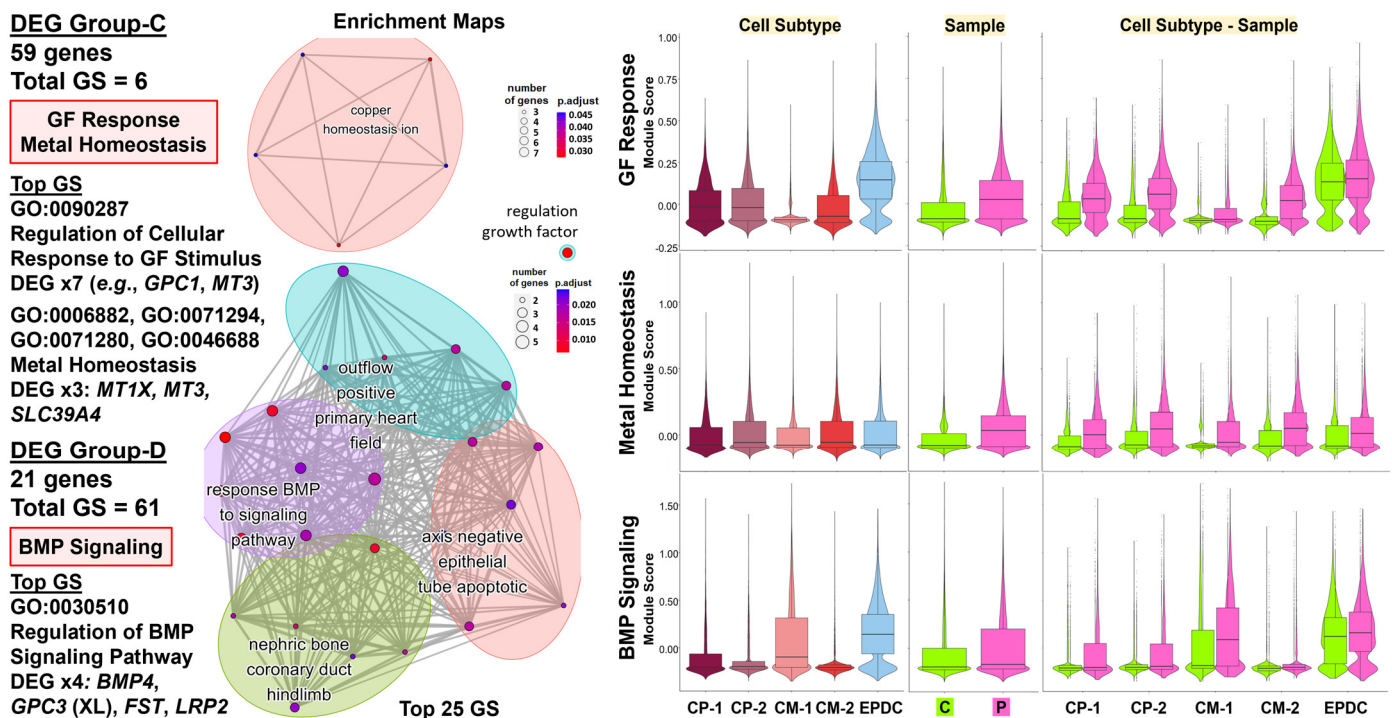 DEG Group-C
59 genes
Total GS = 6
GF Response
Metal Homeostasis
Top GS
GO:0090287
Regulation of Cellular
Response to GF Stimulus
DEG x7 (e.g., GPC1, MT3)
GO:0006882, GO:0071294,
GO:0071280, GO:0046688
Metal Homeostasis
DEG x3: MT1X, MT3,
SLC39A4
DEG Group-D
21 genes
Total GS = 61
BMP Signaling
Top GS
GO:0030510
Regulation of BMP
Signaling Pathway
DEG x4: BMP4,
GPC3 (XL), FST, LRP2
Enrichment Maps
copper
homeostasis ion
number
of genes
3
4
5
6
7
p.adjust
0.045
0.040
0.035
0.030
regulation
growth factor
number
of genes
2
3
4
5
p.adjust
0.020
0.015
0.010
outflow
positive
primary heart
field
response BMP
to signaling
pathway
axis negative
epithelial
tube apoptotic
nephric bone
coronary duct
hindlimb
Top 25 GS
Cell Subtype
Sample
Cell Subtype - Sample
GF Response
Module Score
1.00
0.75
0.50
0.25
0.00
-0.25
Metal Homeostasis
Module Score
1.00
0.50
0.00
BMP Signaling
Module Score
1.50
1.00
0.50
0.00
CP-1 CP-2 CM-1 CM-2 EPDC
C P
CP-1 CP-2 CM-1 CM-2 EPDC